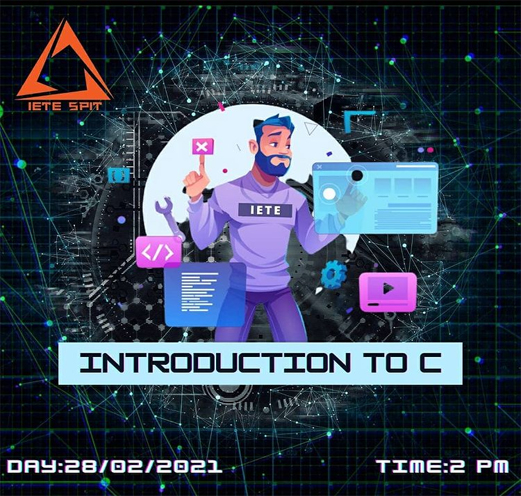 IETE SPIT
IETE
</>
INTRODUCTION TO C
DAY:28/02/2021
TIME:2 PM